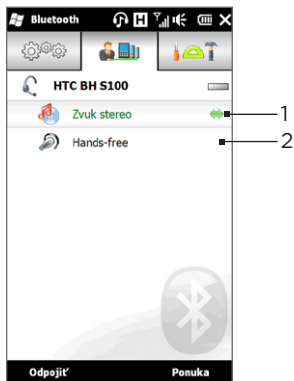 Bluetooth H
HTC BH S100
Zvuk stereo 1
Hands-free 2
Odpojiť Ponuka